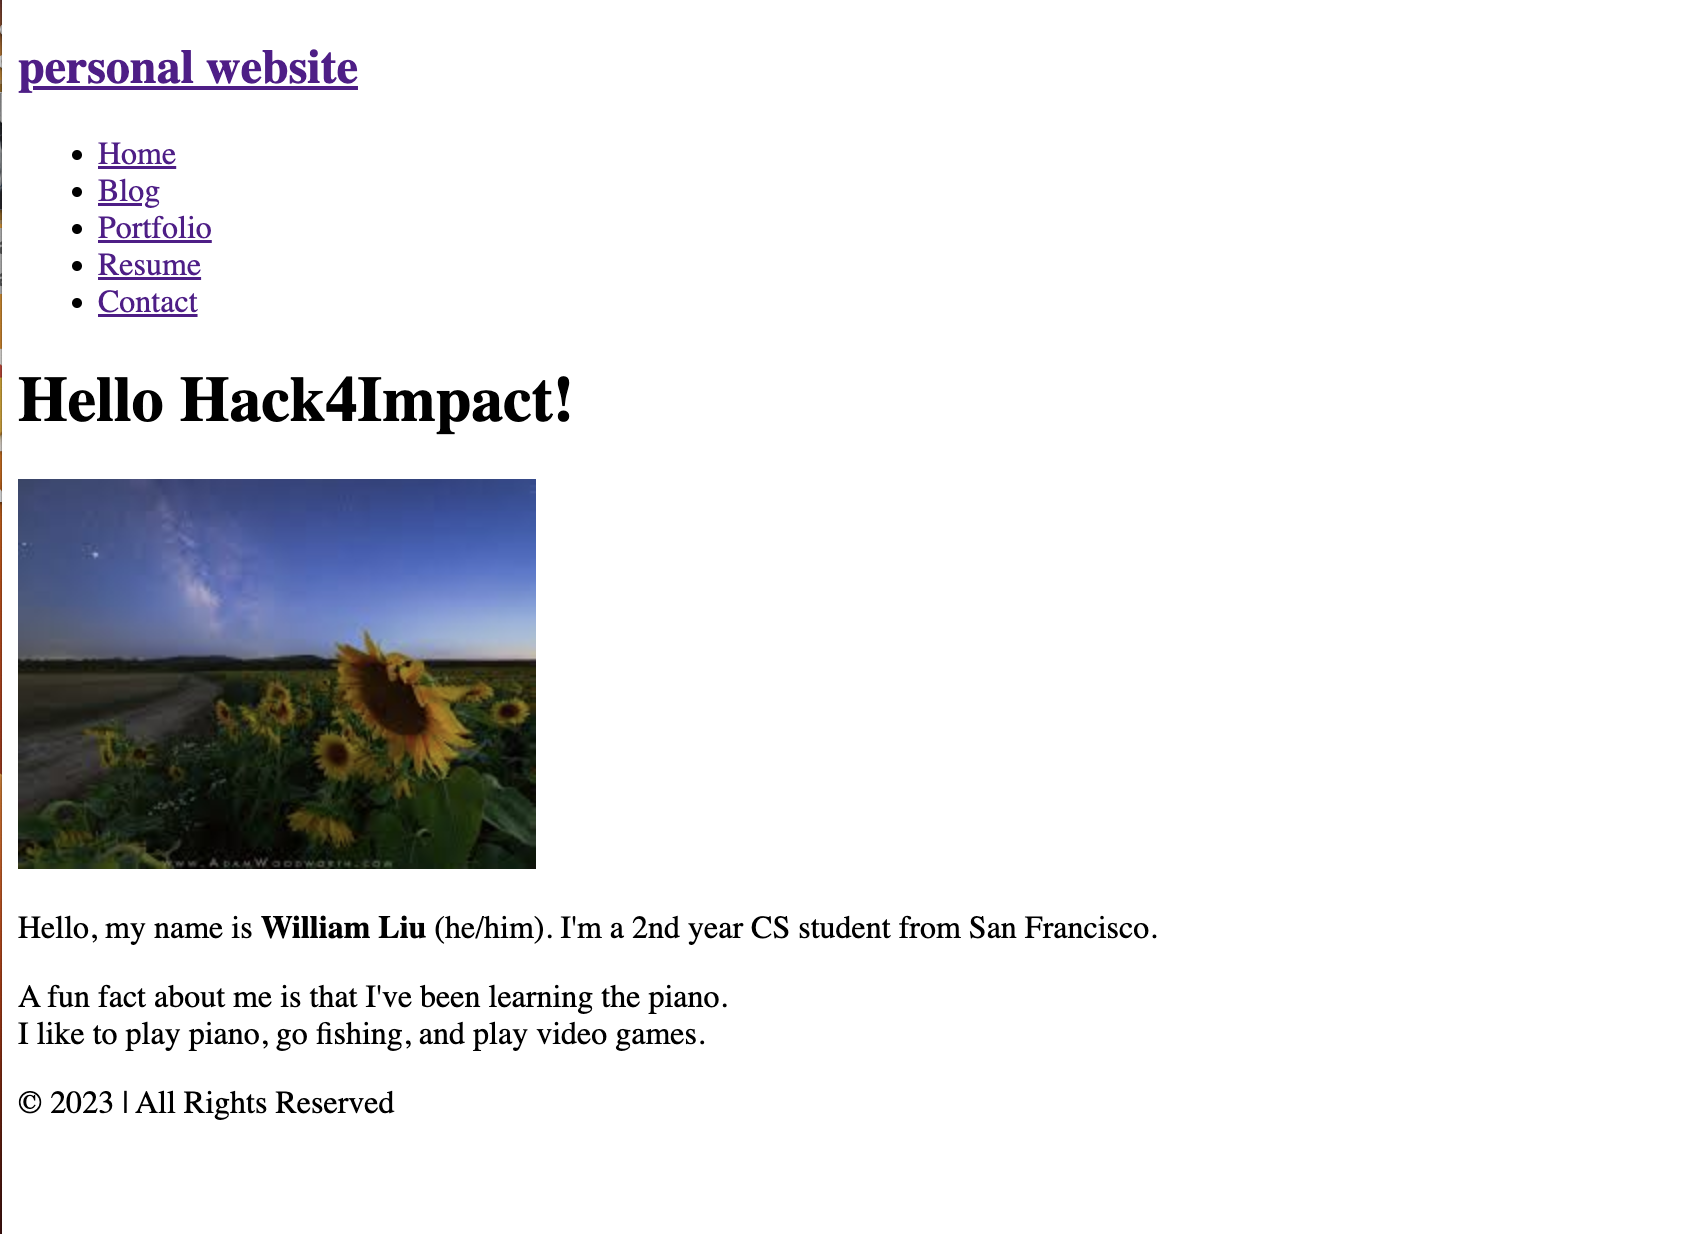 personal website
Home
Blog
Portfolio
Resume
Contact
Hello Hack4Impact!
www.AdamWoodworth.com
Hello, my name is William Liu (he/him). I'm a 2nd year CS student from San Francisco.
A fun fact about me is that I've been learning the piano.
I like to play piano, go fishing, and play video games.
© 2023 | All Rights Reserved